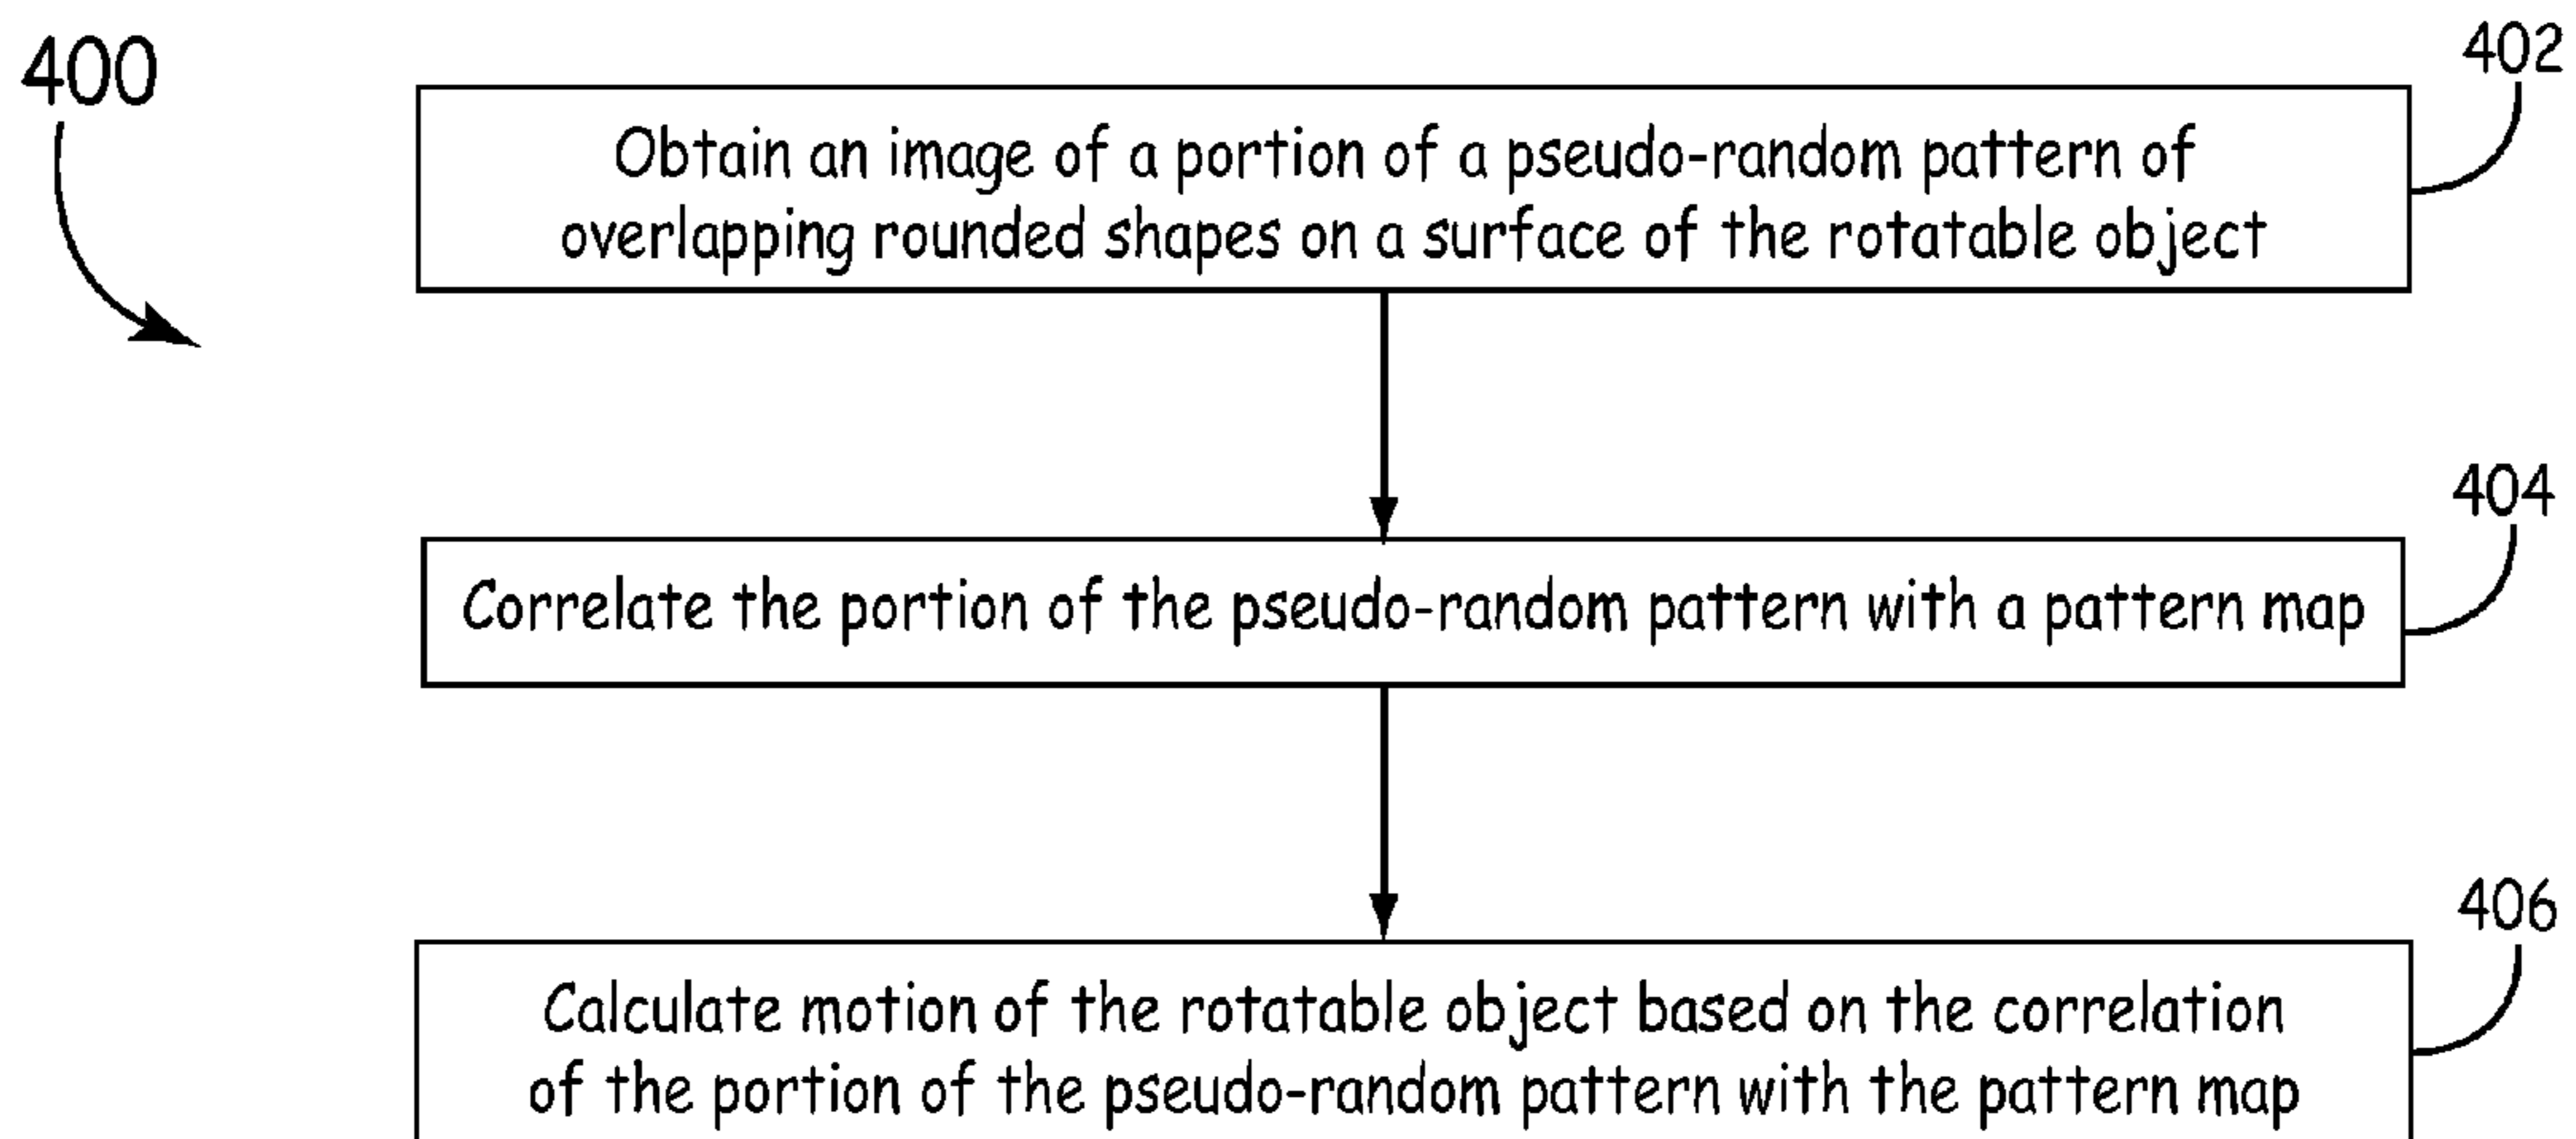 400
402
Obtain an image of a portion of a pseudo-random pattern of
overlapping rounded shapes on a surface of the rotatable object
404
Correlate the portion of the pseudo-random pattern with a pattern map
406
Calculate motion of the rotatable object based on the correlation
of the portion of the pseudo-random pattern with the pattern map